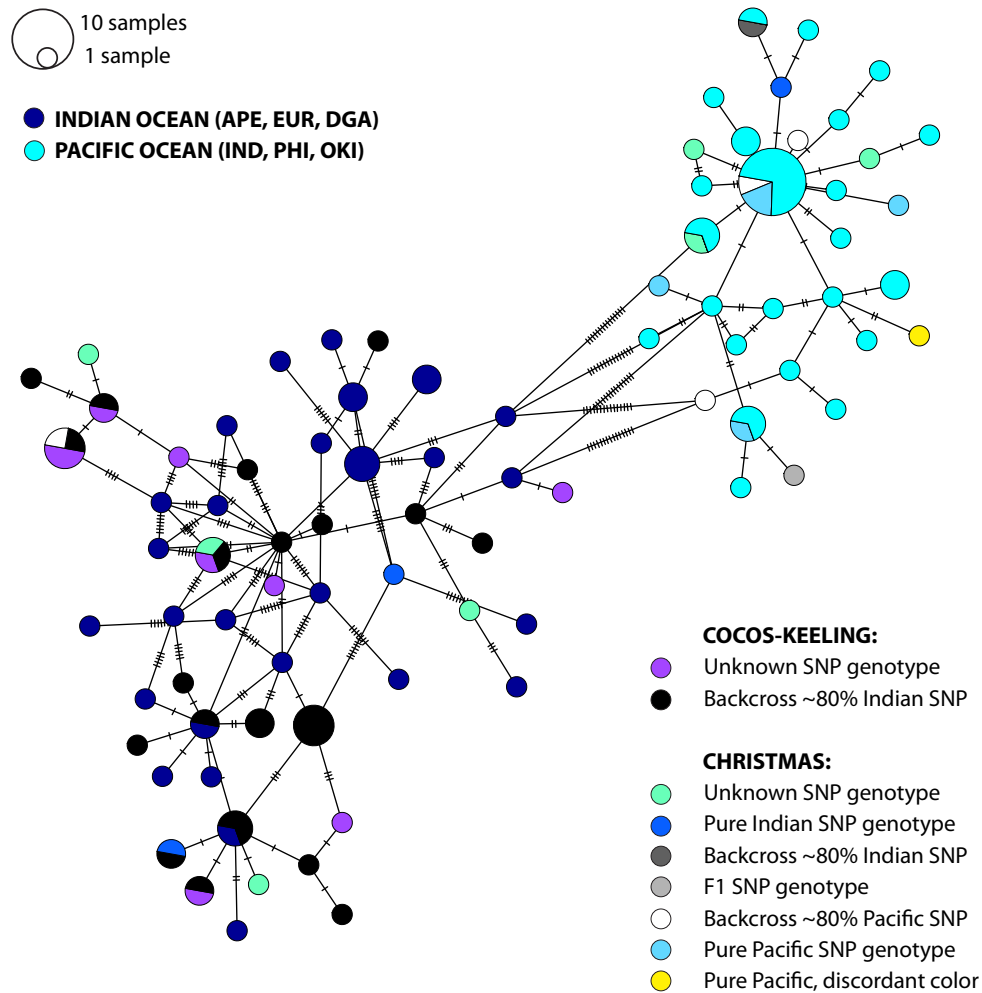 10 samples
1 sample
INDIAN OCEAN (APE, EUR, DGA)
PACIFIC OCEAN (IND, PHI, OKI)
COCOS-KEELING:
Unknown SNP genotype
Backcross ~80% Indian SNP
CHRISTMAS:
Unknown SNP genotype
Pure Indian SNP genotype
Backcross ~80% Indian SNP
F1 SNP genotype
Backcross ~80% Pacific SNP
Pure Pacific SNP genotype
Pure Pacific, discordant color